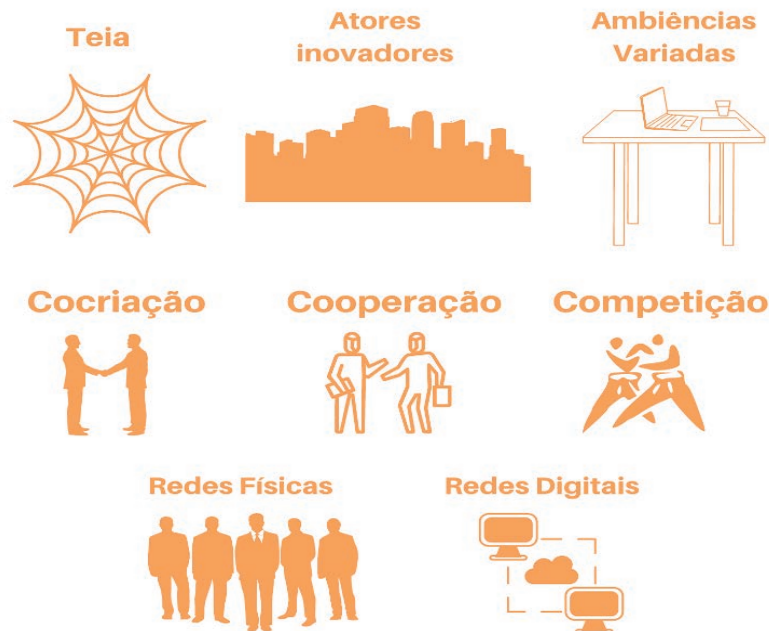 Teia
Atores
inovadores
Ambiências
Variadas
Cocriação
Cooperação
Competição
Redes Físicas
Redes Digitais